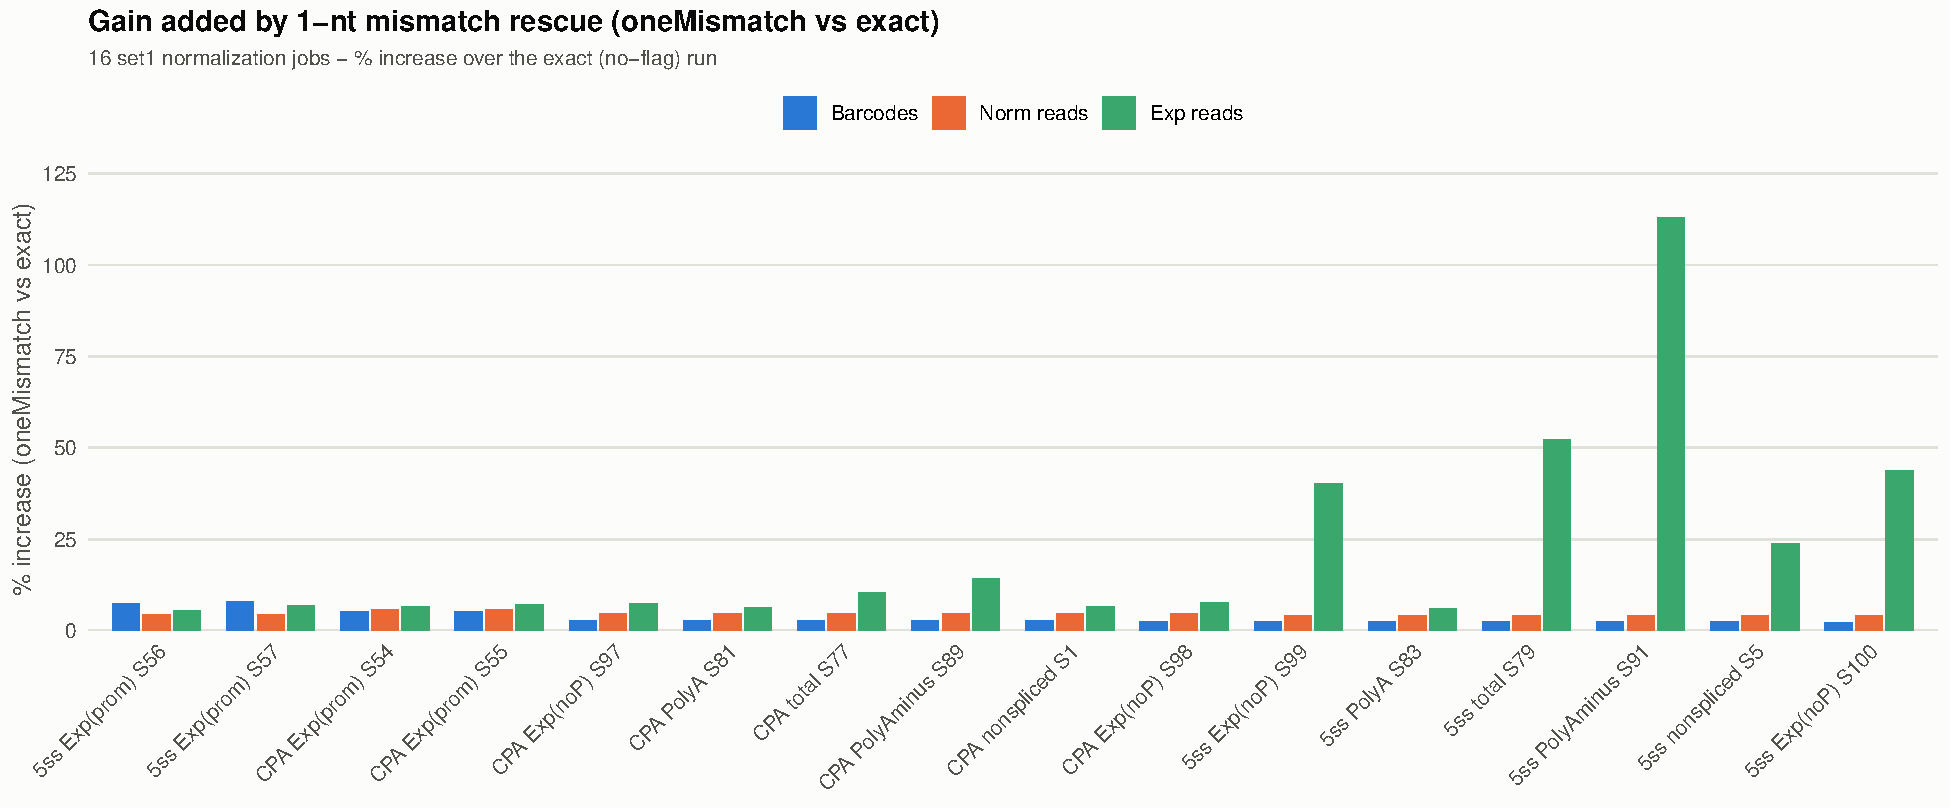 Gain added by 1−nt mismatch rescue (oneMismatch vs exact)
16 set1 normalization jobs − % increase over the exact (no−flag) run
Barcodes
Norm reads
Exp reads
% increase (oneMismatch vs exact)
125
100
75
50
25
0
5ss Exp(prom) S56
5ss Exp(prom) S57
CPA Exp(prom) S54
CPA Exp(prom) S55
CPA Exp(noP) S97
CPA PolyA S81
CPA total S77
CPA PolyAminus S89
CPA nonspliced S1
CPA Exp(noP) S98
5ss Exp(noP) S99
5ss PolyA S83
5ss total S79
5ss PolyAminus S91
5ss nonspliced S5
5ss Exp(noP) S100